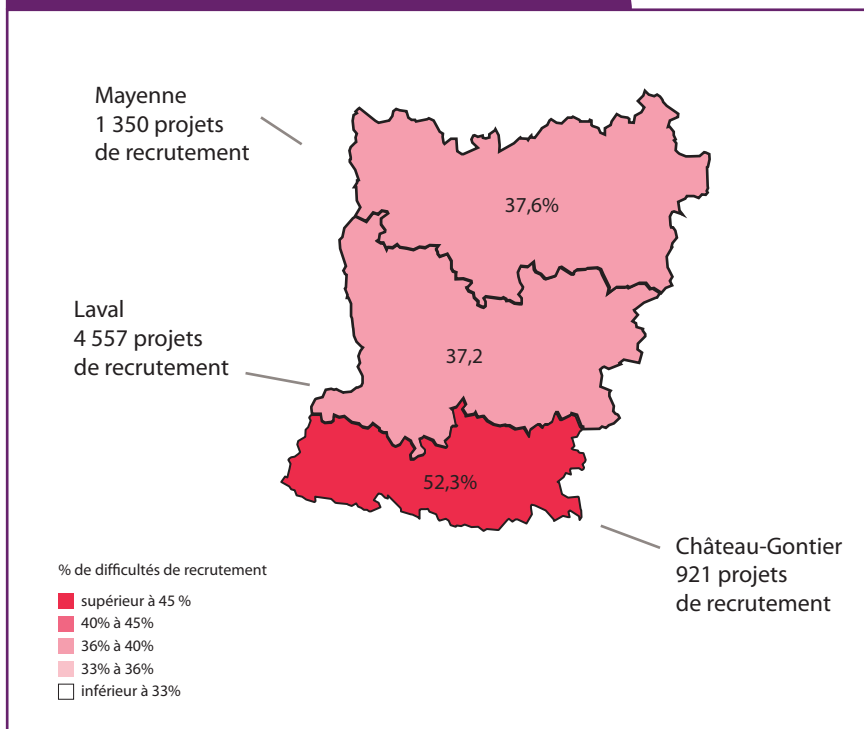 Mayenne
1 350 projets
de recrutement
37,6%
Laval
4 557 projets
de recrutement
37,2
52,3%
Château-Gontier
921 projets
de recrutement
% de difficultés de recrutement
supérieur à 45 %
40% à 45%
36% à 40%
33% à 36%
inférieur à 33%